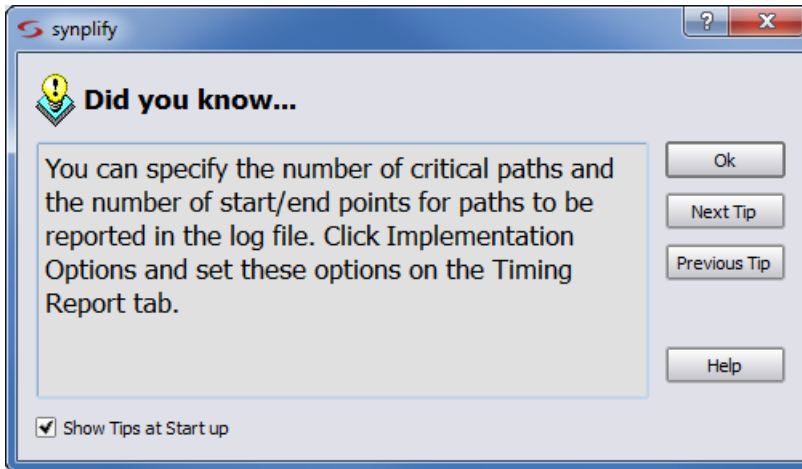 synplify
Did you know...
You can specify the number of critical paths and
the number of start/end points for paths to be
reported in the log file. Click Implementation
Options and set these options on the Timing
Report tab.
Ok
Next Tip
Previous Tip
Help
Show Tips at Start up